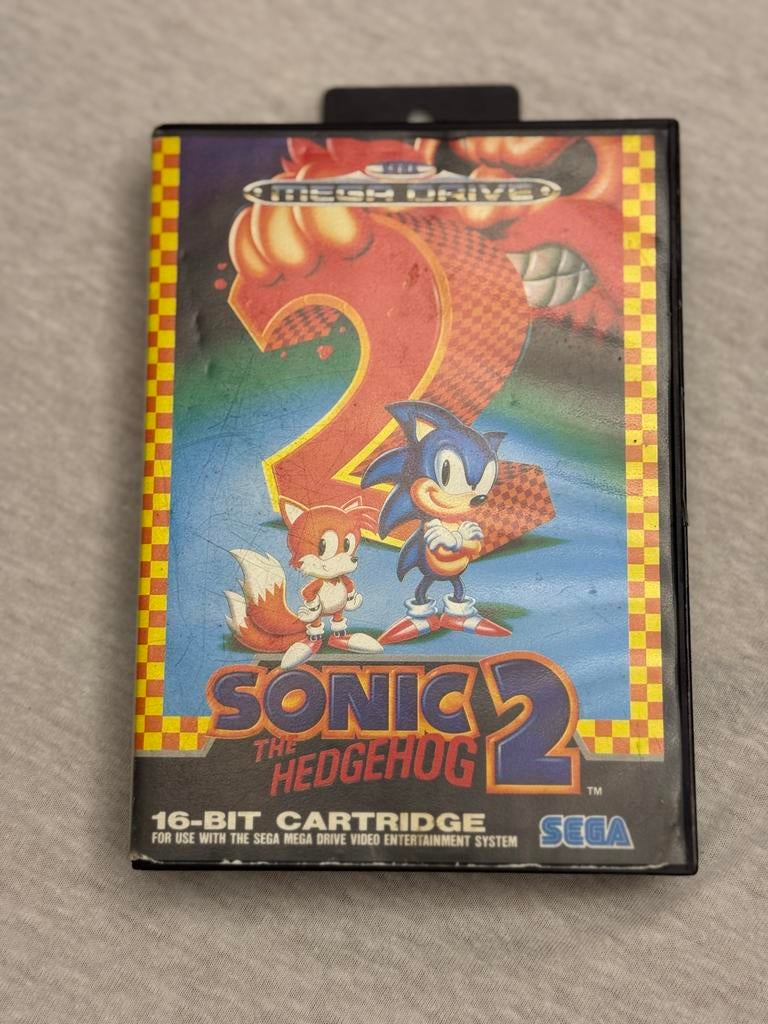 MEGA DRIVE
2
SONIC 2
THE
HEDGEHOG
TM
16-BIT CARTRIDGE
FOR USE WITH THE SEGA MEGA DRIVE VIDEO ENTERTAINMENT SYSTEM
SEGA